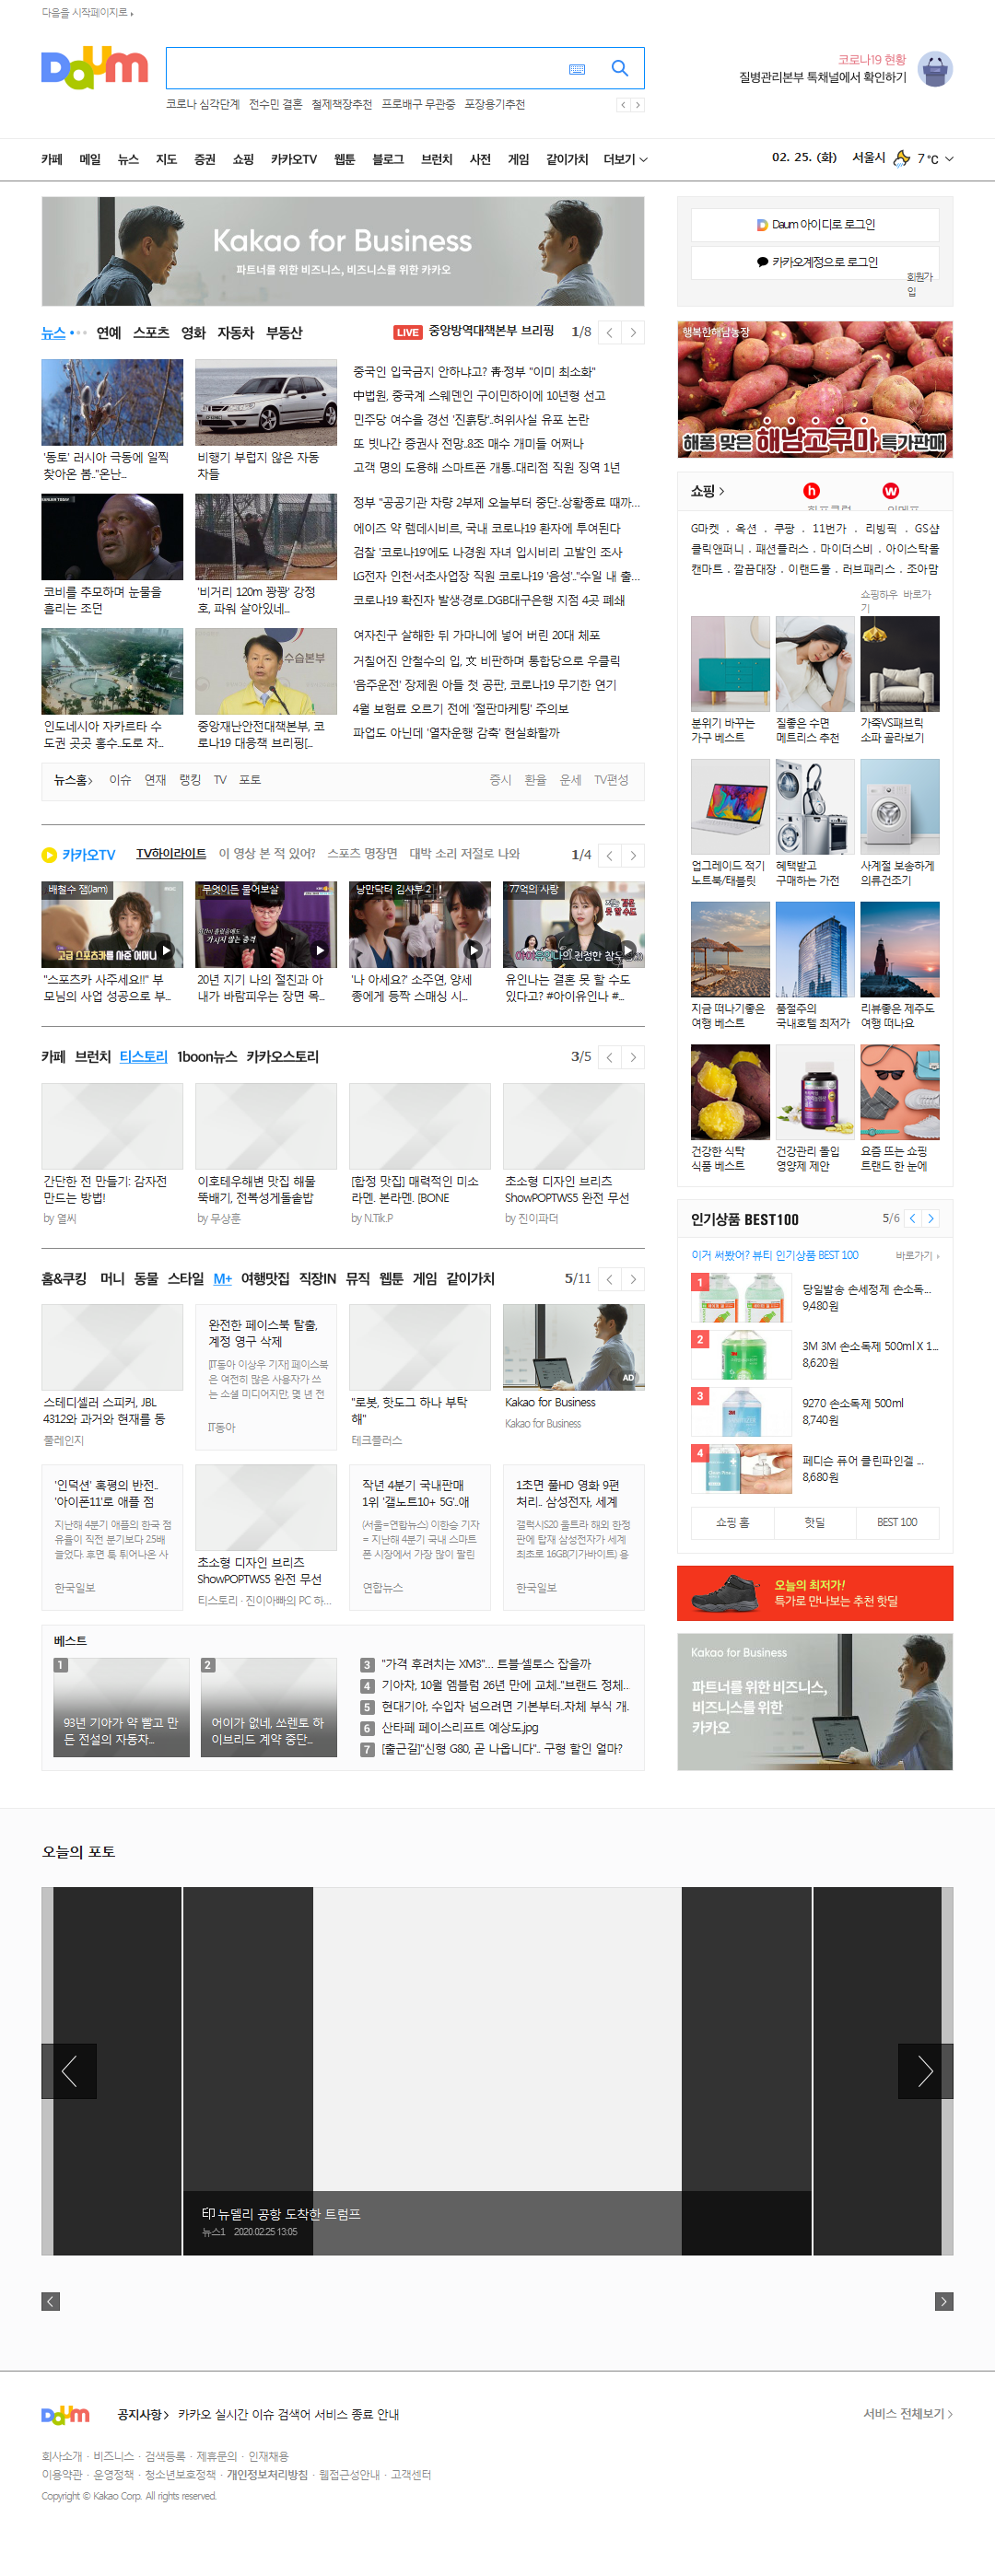 다음을 시작페이지로
Daum
코로나 심각단계 전수민 결혼 철제책장추천 프로배구 무관중 포장용기추천
코로나19 현황
질병관리본부 톡채널에서 확인하기
카페 메일 뉴스 지도 증권 쇼핑 카카오TV 웹툰 블로그 브런치 사전 게임 같이가치 더보기
02. 25. (화) 서울시 7 ℃
Kakao for Business
파트너를 위한 비즈니스, 비즈니스를 위한 카카오
Daum 아이디로 로그인
카카오계정으로 로그인
회원가
입
뉴스 연예 스포츠 영화 자동차 부동산
LIVE 중앙방역대책본부 브리핑 1/8
'동토' 러시아 극동에 일찍
찾아온 봄.."온난...
비행기 부럽지 않은 자동
차들
코비를 추모하며 눈물을
흘리는 조던
'비거리 120m 쾅쾅' 강정
호, 파워 살아있네...
인도네시아 자카르타 수
도권 곳곳 홍수..도로 차...
수습본부
중앙재난안전대책본부, 코
로나19 대응책 브리핑[...
중국인 입국금지 안하냐고? 靑·정부 "이미 최소화"
中법원, 중국계 스웨덴인 구이민하이에 10년형 선고
민주당 여수을 경선 '진흙탕'..허위사실 유포 논란
또 빗나간 증권사 전망..8조 매수 개미들 어쩌나
고객 명의 도용해 스마트폰 개통..대리점 직원 징역 1년
정부 "공공기관 차량 2부제 오늘부터 중단..상황종료 때까...
에이즈 약 렘데시비르, 국내 코로나19 환자에 투여된다
검찰 '코로나19'에도 나경원 자녀 입시비리 고발인 조사
LG전자 인천·서초사업장 직원 코로나19 '음성'.."수일 내 출...
코로나19 확진자 발생·경로..DGB대구은행 지점 4곳 폐쇄
여자친구 살해한 뒤 가마니에 넣어 버린 20대 체포
거칠어진 안철수의 입, 文 비판하며 통합당으로 우클릭
'음주운전' 장제원 아들 첫 공판, 코로나19 무기한 연기
4월 보험료 오르기 전에 '절판마케팅' 주의보
파업도 아닌데 '열차운행 감축' 현실화할까
뉴스홈 이슈 연재 랭킹 TV 포토 증시 환율 운세 TV편성
행복한해남농장
해풍 맞은 해남고구마 특가판매
쇼핑
h
w
G마켓 . 옥션 . 쿠팡 . 11번가 . 리빙픽 . GS샵
클릭앤퍼니 . 패션플러스 . 마이더스비 . 아이스탁몰
캔마트 . 깔끔대장 . 이랜드몰 . 러브패리스 . 조아맘
쇼핑하우 바로가
기
분위기 바꾸는
가구 베스트
질좋은 수면
메트리스 추천
가죽VS패브릭
소파 골라보기
업그레이드 적기
노트북/태블릿
혜택받고
구매하는 가전
사계절 보송하게
의류건조기
지금 떠나기좋은
여행 베스트
품절주의
국내호텔 최저가
리뷰좋은 제주도
여행 떠나요
건강한 식탁
식품 베스트
건강관리 돌입
영양제 제안
요즘 뜨는 쇼핑
트랜드 한 눈에
카카오TV TV하이라이트 이 영상 본 적 있어? 스포츠 명장면 대박 소리 저절로 나와 1/4
배철수 잼(Jam)
고급 스포츠카를 사준 어머니
"스포츠카 사주세요!!" 부
모님의 사업 성공으로 부...
무엇이든 물어보살
가시지 않는 충격
20년 지기 나의 절친과 아
내가 바람피우는 장면 목...
낭만닥터 김사부 2
'나 아세요?' 소주연, 양세
종에게 등짝 스매싱 시...
77억의 사랑
유인나는 결혼 못 할 수도
있다고? #아이유인나 #...
카페 브런치 티스토리 1boon뉴스 카카오스토리 3/5
간단한 전 만들기: 감자전
만드는 방법!
by 열씨
이호테우해변 맛집 해물
뚝배기, 전복성게돌솥밥
by 무상훈
[합정 맛집] 매력적인 미소
라멘. 본라멘. [BONE
by N.Tik.P
초소형 디자인 브리츠
ShowPOPTWS5 완전 무선
by 진이파더
홈&쿠킹 머니 동물 스타일 M+ 여행맛집 직장IN 뮤직 웹툰 게임 같이가치 5/11
스테디셀러 스피커, JBL
4312와 과거와 현재를 동
풀레인지
완전한 페이스북 탈출,
계정 영구 삭제
[IT동아 이상우 기자] 페이스북
은 여전히 많은 사용자가 쓰
는 소셜 미디어지만, 몇 년 전
IT동아
"로봇, 핫도그 하나 부탁
해"
테크플러스
AD
Kakao for Business
Kakao for Business
'인덕션' 혹평의 반전..
'아이폰11'로 애플 점
지난해 4분기 애플의 한국 점
유율이 직전 분기보다 2.5배
늘었다. 후면 툭 튀어나온 사
한국일보
초소형 디자인 브리츠
ShowPOPTWS5 완전 무선
티스토리 · 진이아빠의 PC 하...
작년 4분기 국내판매
1위 '갤노트10+ 5G'..애
(서울=연합뉴스) 이한승 기자
= 지난해 4분기 국내 스마트
폰 시장에서 가장 많이 팔린
연합뉴스
1초면 풀HD 영화 9편
처리.. 삼성전자, 세계
갤럭시S20 울트라 해외 한정
판에 탑재 삼성전자가 세계
최초로 16GB(기가바이트) 용
한국일보
베스트
1
93년 기아가 약 빨고 만
든 전설의 자동차...
2
어이가 없네, 쏘렌토 하
이브리드 계약 중단...
3 "가격 후려치는 XM3"... 트블·셀토스 잡을까
4 기아차, 10월 엠블럼 26년 만에 교체.."브랜드 정체..
5 현대기아, 수입차 넘으려면 기본부터..차체 부식 개.
6 산타페 페이스리프트 예상도.jpg
7 [출근길]"신형 G80, 곧 나옵니다".. 구형 할인 얼마?
인기상품 BEST100 5/6
이거 써봤어? 뷰티 인기상품 BEST 100 바로가기
1 당일발송 손세정제 손소독...
9,480원
2 3M 3M 손소독제 500ml X 1...
8,620원
3 9270 손소독제 500ml
8,740원
4 페디슨 퓨어 클린파인겔 ...
8,680원
쇼핑 홈 핫딜 BEST 100
오늘의 최저가!
특가로 만나보는 추천 핫딜
Kakao for Business
파트너를 위한 비즈니스,
비즈니스를 위한
카카오
오늘의 포토
印 뉴델리 공항 도착한 트럼프
뉴스1 2020.02.25 13:05
Daum 공지사항 카카오 실시간 이슈 검색어 서비스 종료 안내 서비스 전체보기
회사소개 · 비즈니스 · 검색등록 · 제휴문의 · 인재채용
이용약관 · 운영정책 · 청소년보호정책 · 개인정보처리방침 · 웹접근성안내 · 고객센터
Copyright © Kakao Corp. All rights reserved.